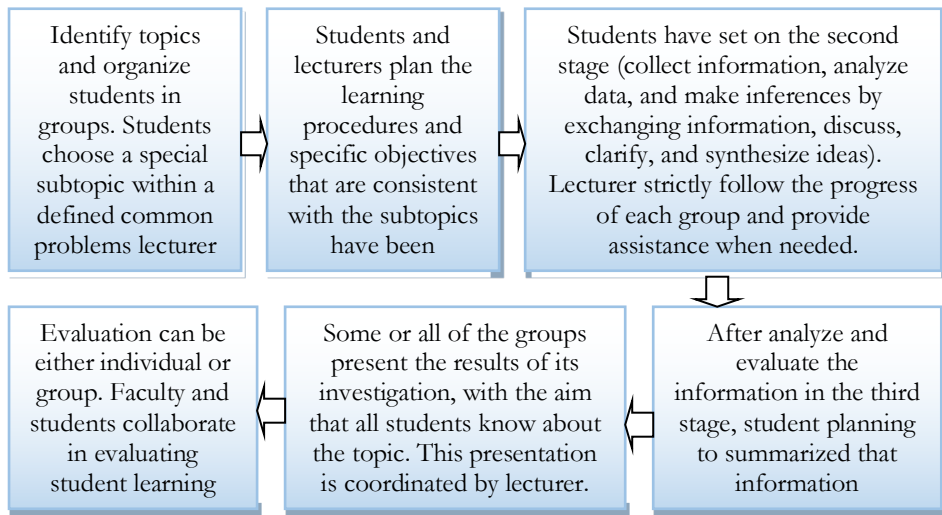 Identify topics
and organize
students in
groups. Students
choose a special
subtopic within a
defined common
problems lecturer
Students and
lecturers plan the
learning
procedures and
specific objectives
that are consistent
with the subtopics
have been
Students have set on the second
stage (collect information, analyze
data, and make inferences by
exchanging information, discuss,
clarify, and synthesize ideas).
Lecturer strictly follow the progress
of each group and provide
assistance when needed.
After analyze and
evaluate the
information in the third
stage, student planning
to summarized that
information
Some or all of the groups
present the results of its
investigation, with the aim
that all students know about
the topic. This presentation
is coordinated by lecturer.
Evaluation can be
either individual or
group. Faculty and
students collaborate
in evaluating
student learning